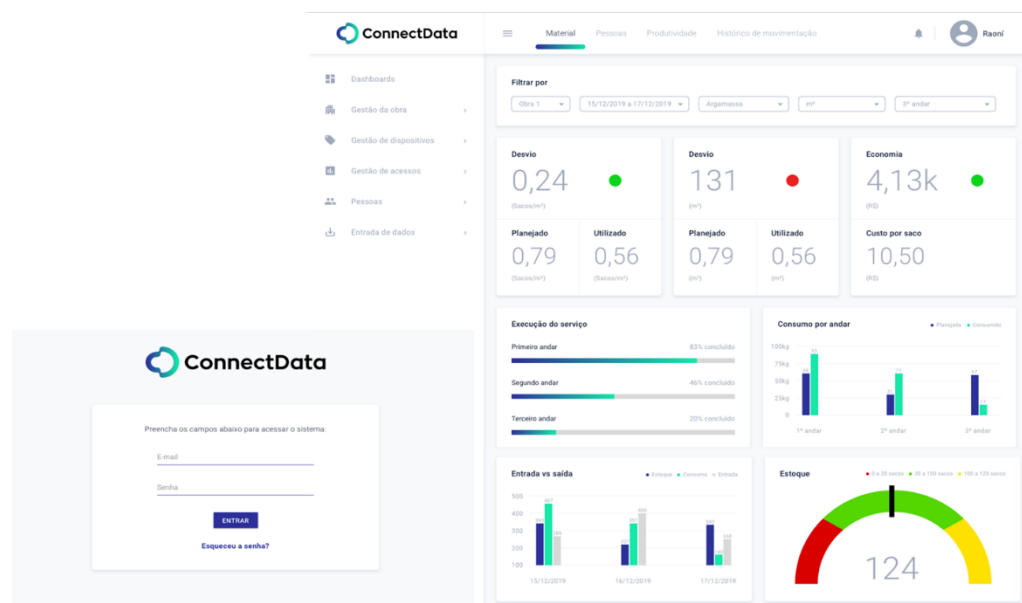 ConnectData
Material Pessoas Produtividade Histórico de movimentação
Raoní
Dashboards
Gestão da obra
Gestão de dispositivos
Gestão de acessos
Pessoas
Entrada de dados
Filtrar por
Obra 1 15/12/2019 a 17/12/2019 Argamassa m² 3º andar
Desvio
0,24
(Sacos/m²)
Planejado Utilizado
0,79 0,56
(Sacos/m²) (Sacos/m²)
Desvio
131
(m²)
Planejado Utilizado
0,79 0,56
(m²) (m²)
Economia
4,13k
(R$)
Custo por saco
10,50
(R$)
Execução do serviço
Primeiro andar 83% concluído
Segundo andar 46% concluído
Terceiro andar 20% concluído
Consumo por andar
Planejado Consumido
100kg
75kg
50kg
25kg
0
1º andar 2º andar 3º andar
Entrada vs saída
Estoque Consumo Entrada
500
400
300
200
100
15/12/2019 16/12/2019 17/12/2019
Estoque
0 a 20 sacos 20 a 100 sacos 100 a 120 sacos
124
ConnectData
Preencha os campos abaixo para acessar o sistema:
E-mail
Senha
ENTRAR
Esqueceu a senha?